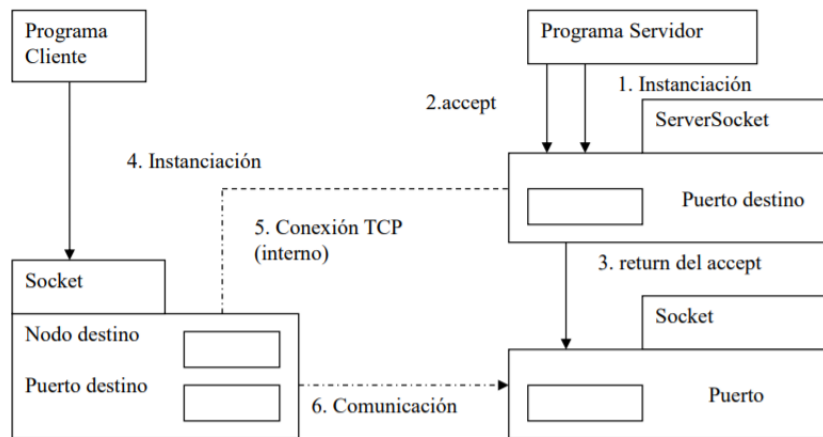 Programa
Cliente
Programa Servidor
1. Instanciación
2.accept
ServerSocket
4. Instanciación
Puerto destino
5. Conexión TCP
(interno)
3. return del accept
Socket
Socket
Nodo destino
Puerto destino
Puerto
6. Comunicación